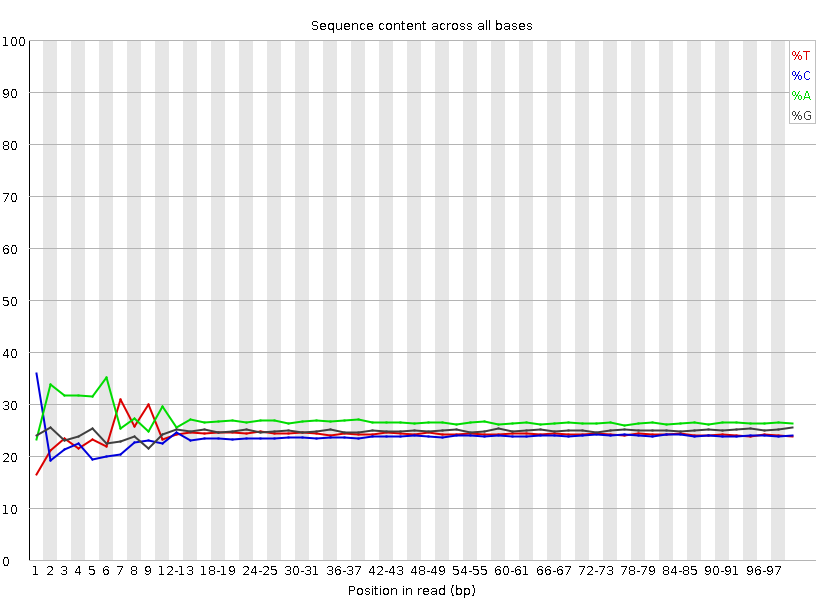 Sequence content across all bases
100
90
80
70
60
50
40
30
20
10
0
%T
%C
%A
%G
1 2 3 4 5 6 7 8 9 12-13 18-19 24-25 30-31 36-37 42-43 48-49 54-55 60-61 66-67 72-73 78-79 84-85 90-91 96-97
Position in read (bp)